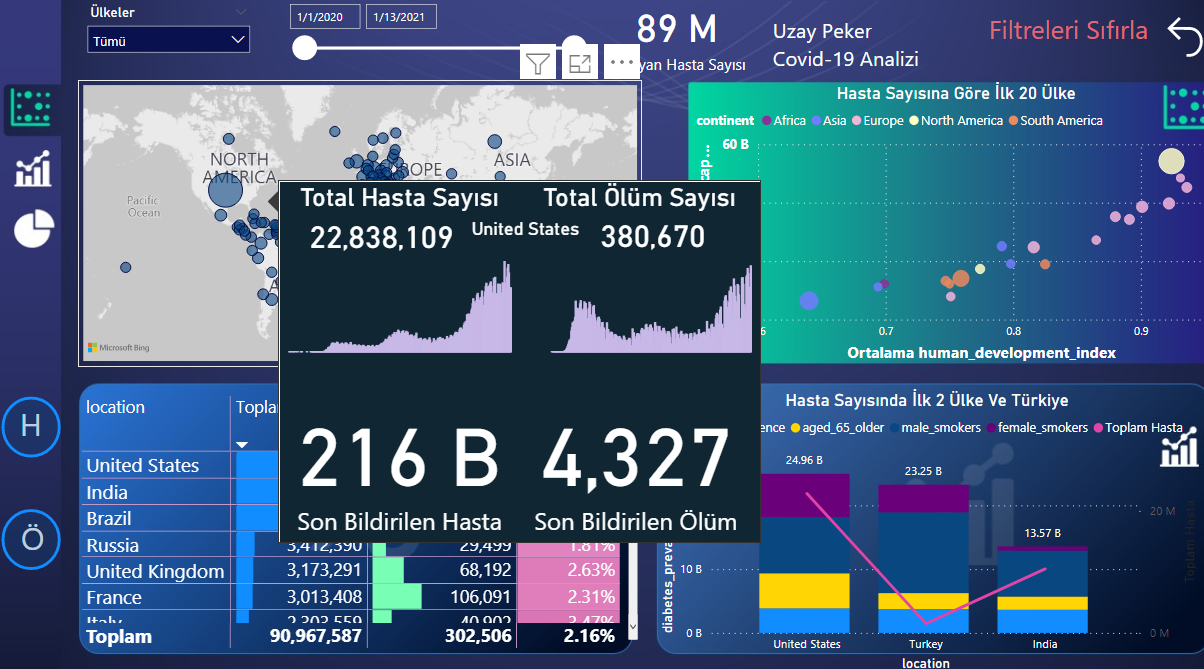 Ülkeler
Tümü
1/1/2020
1/13/2021
89 M
yan Hasta Sayısı
Uzay Peker
Covid-19 Analizi
Filtreleri Sıfırla
NORTH
AMERICA
OPE
ASIA
Pacific
Ocean
Microsoft Bing
Total Hasta Sayısı
Total Ölüm Sayısı
United States
22,838,109
380,670
216 B
4,327
Son Bildirilen Hasta
Son Bildirilen Ölüm
Hasta Sayısına Göre İlk 20 Ülke
continent Africa Asia Europe North America South America
60 B
0.7
0.8
0.9
Ortalama human_development_index
H
Ö
location
Topla
United States
India
Brazil
Russia 3,412,390 29,499 1.81%
United Kingdom 3,173,291 68,192 2.63%
France 3,013,408 106,091 2.31%
Italy 2,303,559 40,902 3.47%
Toplam 90,967,587 302,506 2.16%
Hasta Sayısında İlk 2 Ülke Ve Türkiye
ence aged_65_older male_smokers female_smokers Toplam Hasta
24.96 B
23.25 B
13.57 B
10 B
0 B
20 M
0 M
diabetes_preva
Toplam Hasta
United States
Turkey
India
location